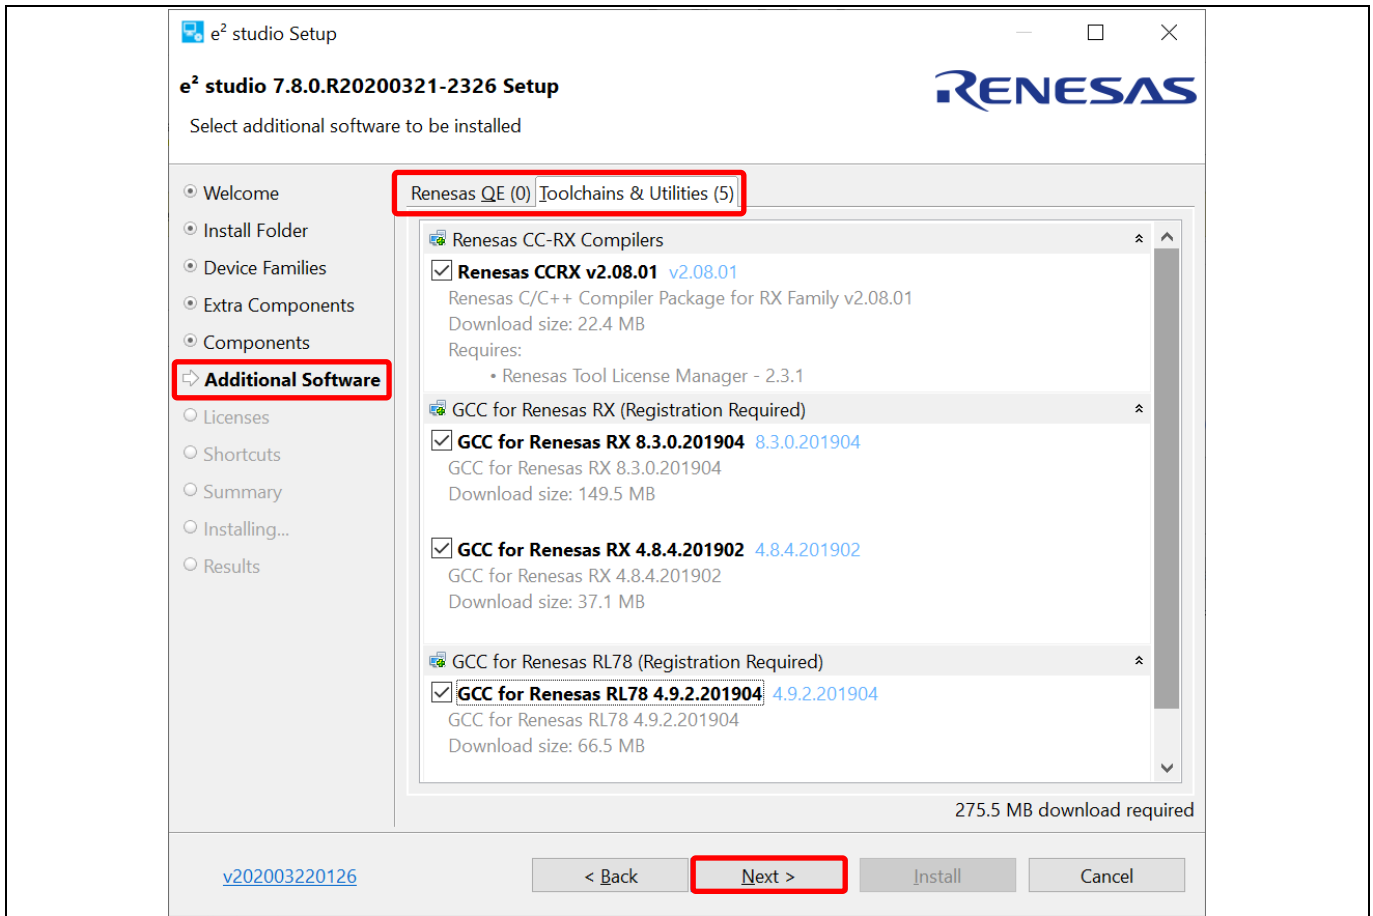 e² studio Setup
e² studio 7.8.0.R20200321-2326 Setup
RENESAS
Select additional software to be installed
Welcome
Install Folder
Device Families
Extra Components
Components
Additional Software
Licenses
Shortcuts
Summary
Installing...
Results
Renesas QE (0) Toolchains & Utilities (5)
Renesas CC-RX Compilers
Renesas CCRX v2.08.01 v2.08.01
Renesas C/C++ Compiler Package for RX Family v2.08.01
Download size: 22.4 MB
Requires:
• Renesas Tool License Manager - 2.3.1
GCC for Renesas RX (Registration Required)
GCC for Renesas RX 8.3.0.201904 8.3.0.201904
GCC for Renesas RX 8.3.0.201904
Download size: 149.5 MB
GCC for Renesas RX 4.8.4.201902 4.8.4.201902
GCC for Renesas RX 4.8.4.201902
Download size: 37.1 MB
GCC for Renesas RL78 (Registration Required)
GCC for Renesas RL78 4.9.2.201904 4.9.2.201904
GCC for Renesas RL78 4.9.2.201904
Download size: 66.5 MB
275.5 MB download required
v202003220126
< Back
Next >
Install
Cancel